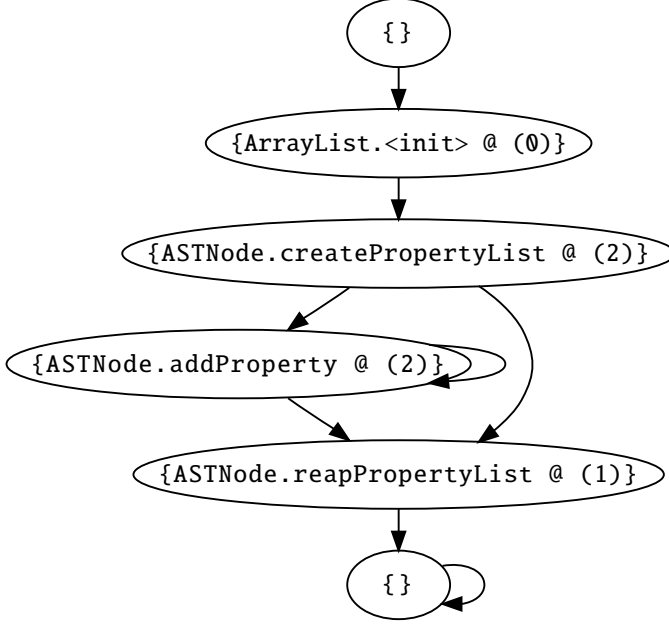 {}
{ArrayList.<init> @ (0)}
{ASTNode.createPropertyList @ (2)}
{ASTNode.addProperty @ (2)}
{ASTNode.reapPropertyList @ (1)}
{}